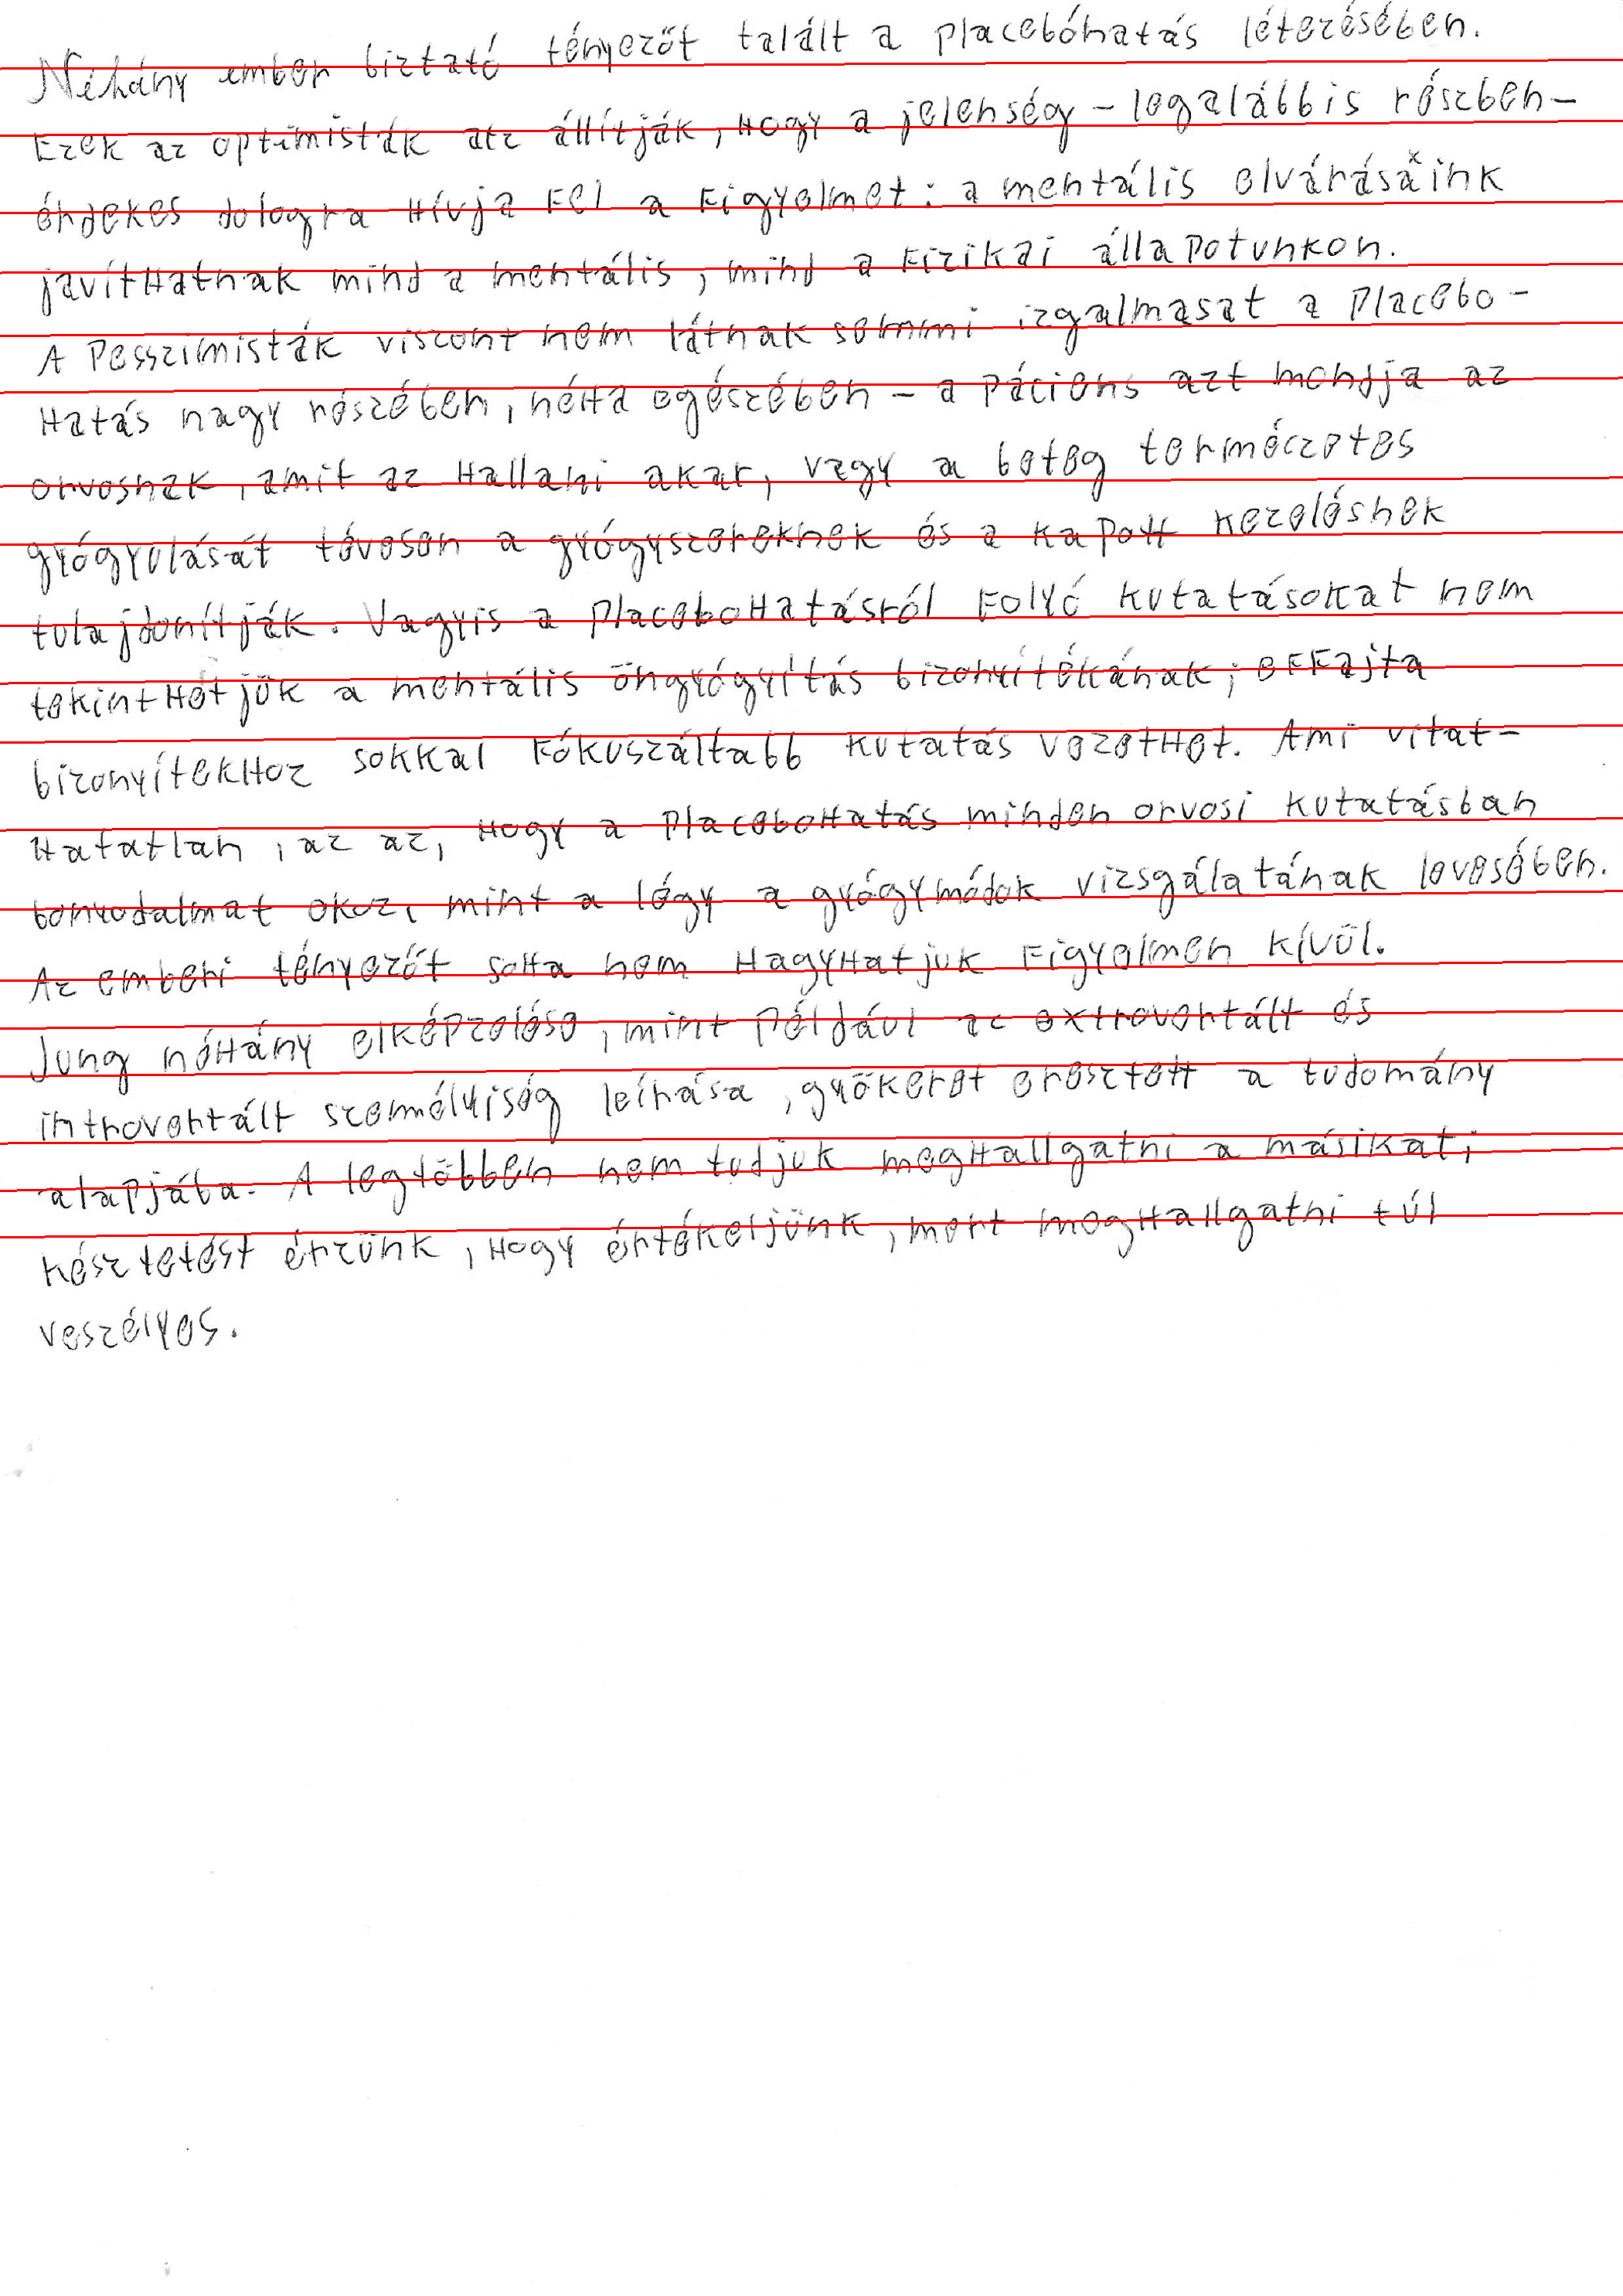 Néhány ember biztató tényezőt talált a placebóhatás létezésében.
Ezek az optimisták azt állítják, hogy a jelenség – legalábbis részben –
érdekes dologra hívja fel a figyelmet: a mentális elvárásaink
javíthatnak mind a mentális, mind a fizikai állapotunkon.
A pesszimisták viszont nem látnak semmi izgalmasat a placebo-
hatás nagy részében, néha egészében – a páciens azt mondja az
orvosnak, amit az hallani akar, vagy a beteg természetes
gyógyulását tévesen a gyógyszereknek és a kapott kezelésnek
tulajdonítják. Vagyis a placebohatásról folyó kutatásokat nem
tekinthetjük a mentális öngyógyítás bizonyítékának; effajta
bizonyítekhoz sokkal fókuszáltabb kutatás vezethet. Ami vitat-
hatatlan, az az, hogy a placebohatás minden orvosi kutatásban
bonyodalmat okoz, mint a légy a gyógymódok vizsgálatának levesében.
Az emberi tényezőt soha nem hagyhatjuk figyelmen kívül.
Jung néhány elképzelése, mint például az extrovertált és
introvertált személyiség leírása, gyökeret eresztett a tudomány
alapjába. A legtöbben nem tudjuk meghallgatni a másikat;
késztetést érzünk, hogy értékeljünk, mert meghallgatni túl
veszélyes.